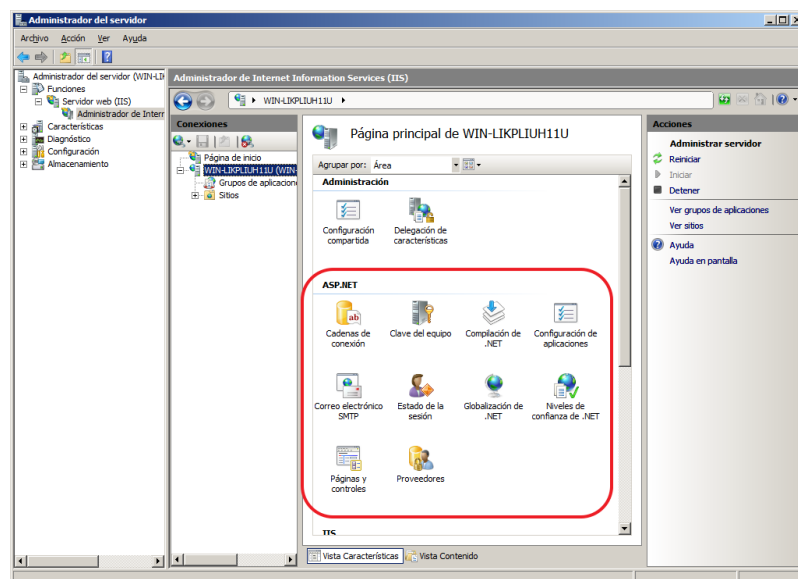 Administrador del servidor
Archivo Acción Ver Ayuda
Administrador del servidor (WIN-LI
Funciones
Servidor web (IIS)
Administrador de Interr
Características
Diagnóstico
Configuración
Almacenamiento
Administrador de Internet Information Services (IIS)
WIN-LIKPLIUH11U
Conexiones
Página de inicio
WIN-LIKPLIUH11U (WIN-
Grupos de aplicacion
Sitios
Página principal de WIN-LIKPLIUH11U
Agrupar por: Área
Administración
Configuración compartida
Delegación de características
ASP.NET
Cadenas de conexión
Clave del equipo
Compilación de .NET
Configuración de aplicaciones
Correo electrónico SMTP
Estado de la sesión
Globalización de .NET
Niveles de confianza de .NET
Páginas y controles
Proveedores
IIS
Vista Características
Vista Contenido
Acciones
Administrar servidor
Reiniciar
Iniciar
Detener
Ver grupos de aplicaciones
Ver sitios
Ayuda
Ayuda en pantalla